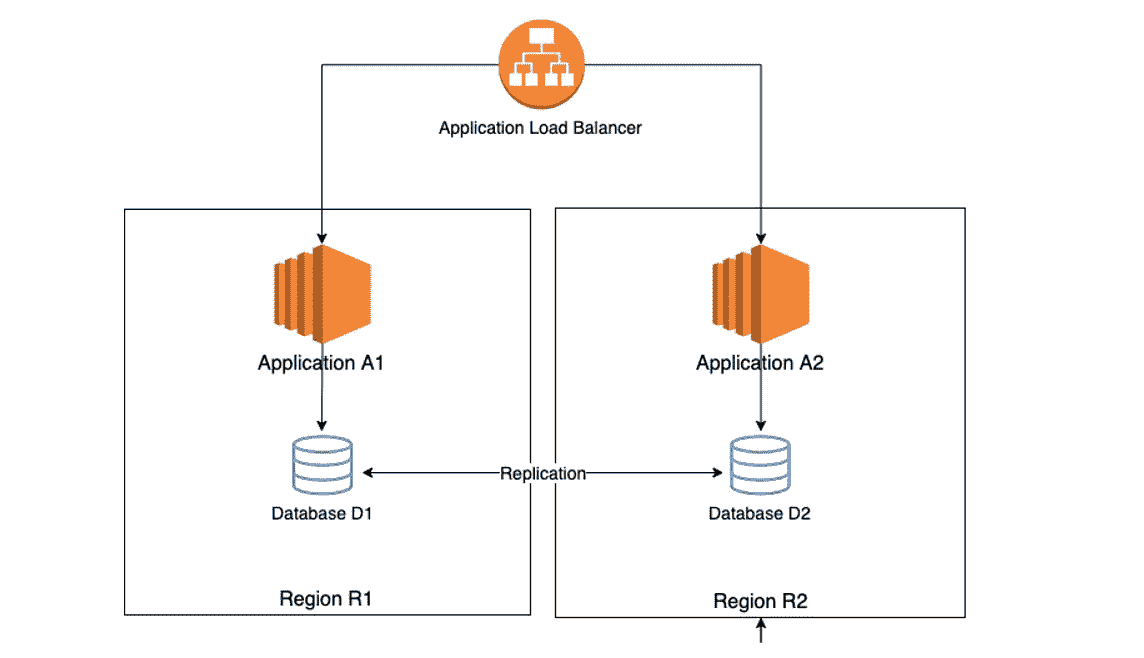 Application Load Balancer
Application A1
Application A2
Replication
Database D1
Database D2
Region R1
Region R2